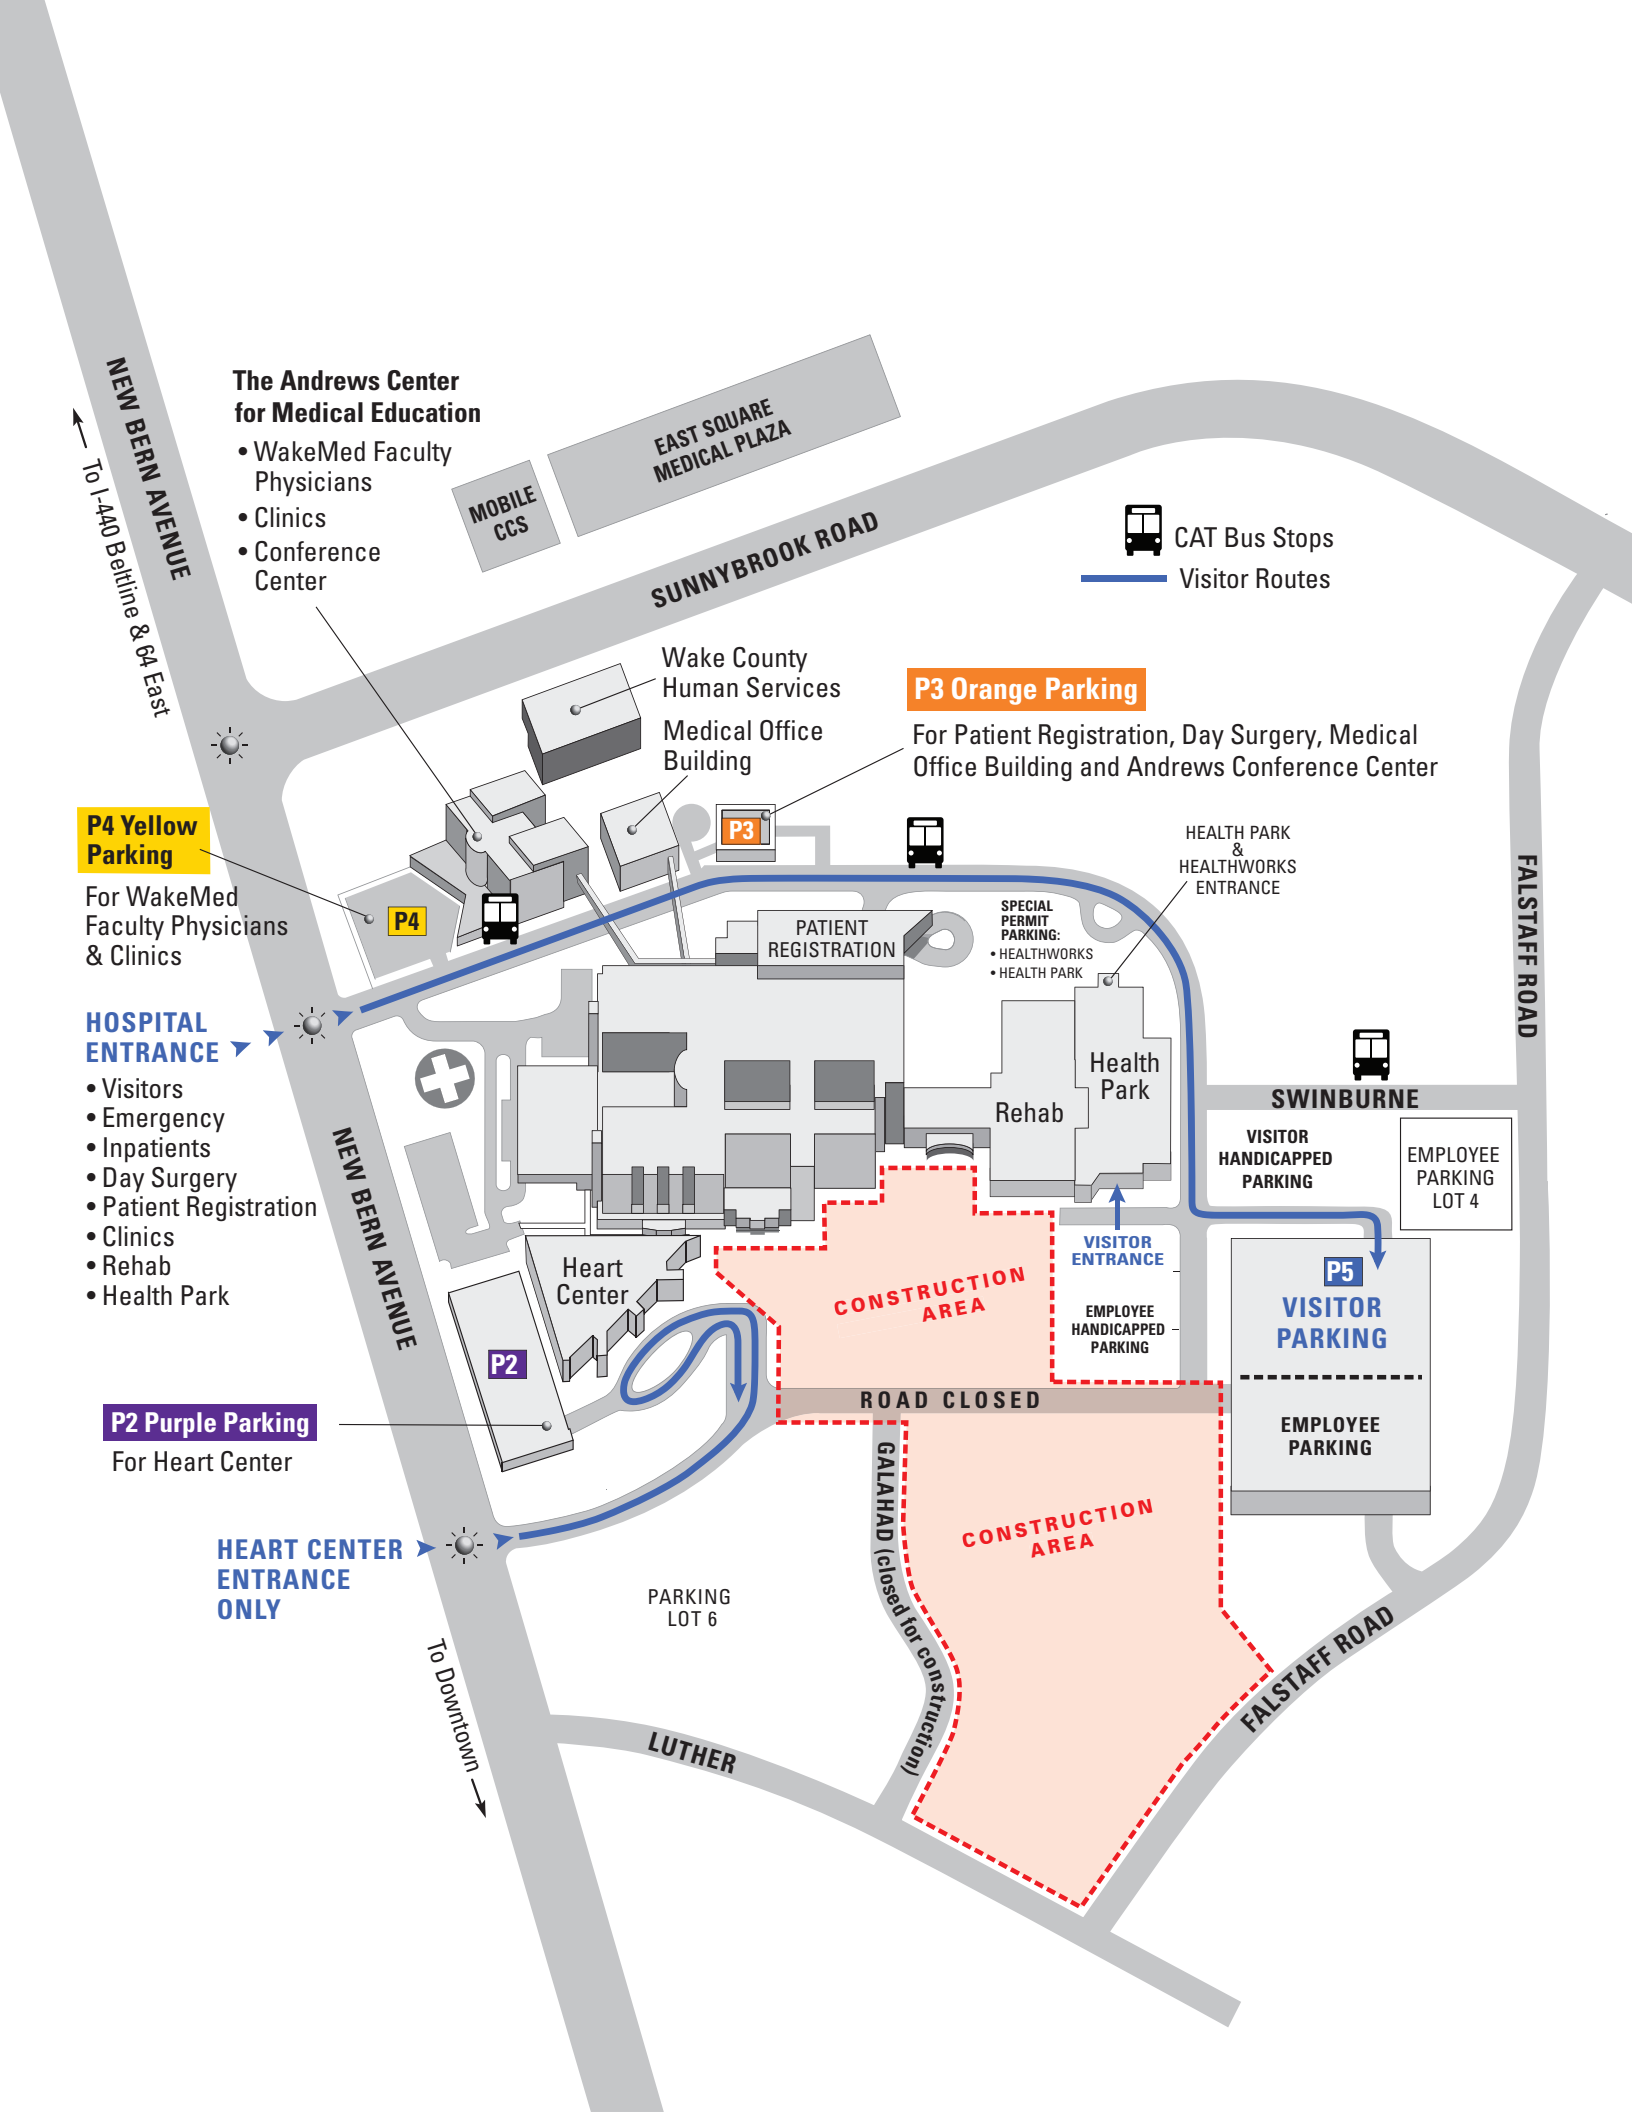 NEW BERN AVENUE
To I-440 Beltline & 64 East
The Andrews Center
for Medical Education
• WakeMed Faculty
Physicians
• Clinics
• Conference
Center
MOBILE
CCS
EAST SQUARE
MEDICAL PLAZA
SUNNYBROOK ROAD
CAT Bus Stops
Visitor Routes
Wake County
Human Services
Medical Office
Building
P3 Orange Parking
For Patient Registration, Day Surgery, Medical
Office Building and Andrews Conference Center
P3
P4 Yellow
Parking
For WakeMed
Faculty Physicians
& Clinics
P4
HEALTH PARK
&
HEALTHWORKS
ENTRANCE
FALSTAFF ROAD
PATIENT
REGISTRATION
SPECIAL
PERMIT
PARKING:
• HEALTHWORKS
• HEALTH PARK
HOSPITAL
ENTRANCE
• Visitors
• Emergency
• Inpatients
• Day Surgery
• Patient Registration
• Clinics
• Rehab
• Health Park
NEW BERN AVENUE
Health
Park
Rehab
SWINBURNE
VISITOR
HANDICAPPED
PARKING
EMPLOYEE
PARKING
LOT 4
VISITOR
ENTRANCE
Heart
Center
CONSTRUCTION
AREA
EMPLOYEE
HANDICAPPED
PARKING
P5
VISITOR
PARKING
EMPLOYEE
PARKING
P2
P2 Purple Parking
For Heart Center
ROAD CLOSED
GALAHAD (closed for construction)
CONSTRUCTION
AREA
HEART CENTER
ENTRANCE
ONLY
PARKING
LOT 6
To Downtown
LUTHER
FALSTAFF ROAD